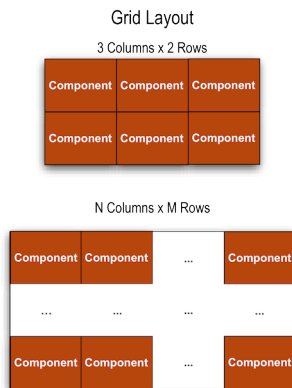 Grid Layout
3 Columns x 2 Rows
Component Component Component
Component Component Component
N Columns x M Rows
Component Component ... Component
... ... ... ...
Component Component ... Component